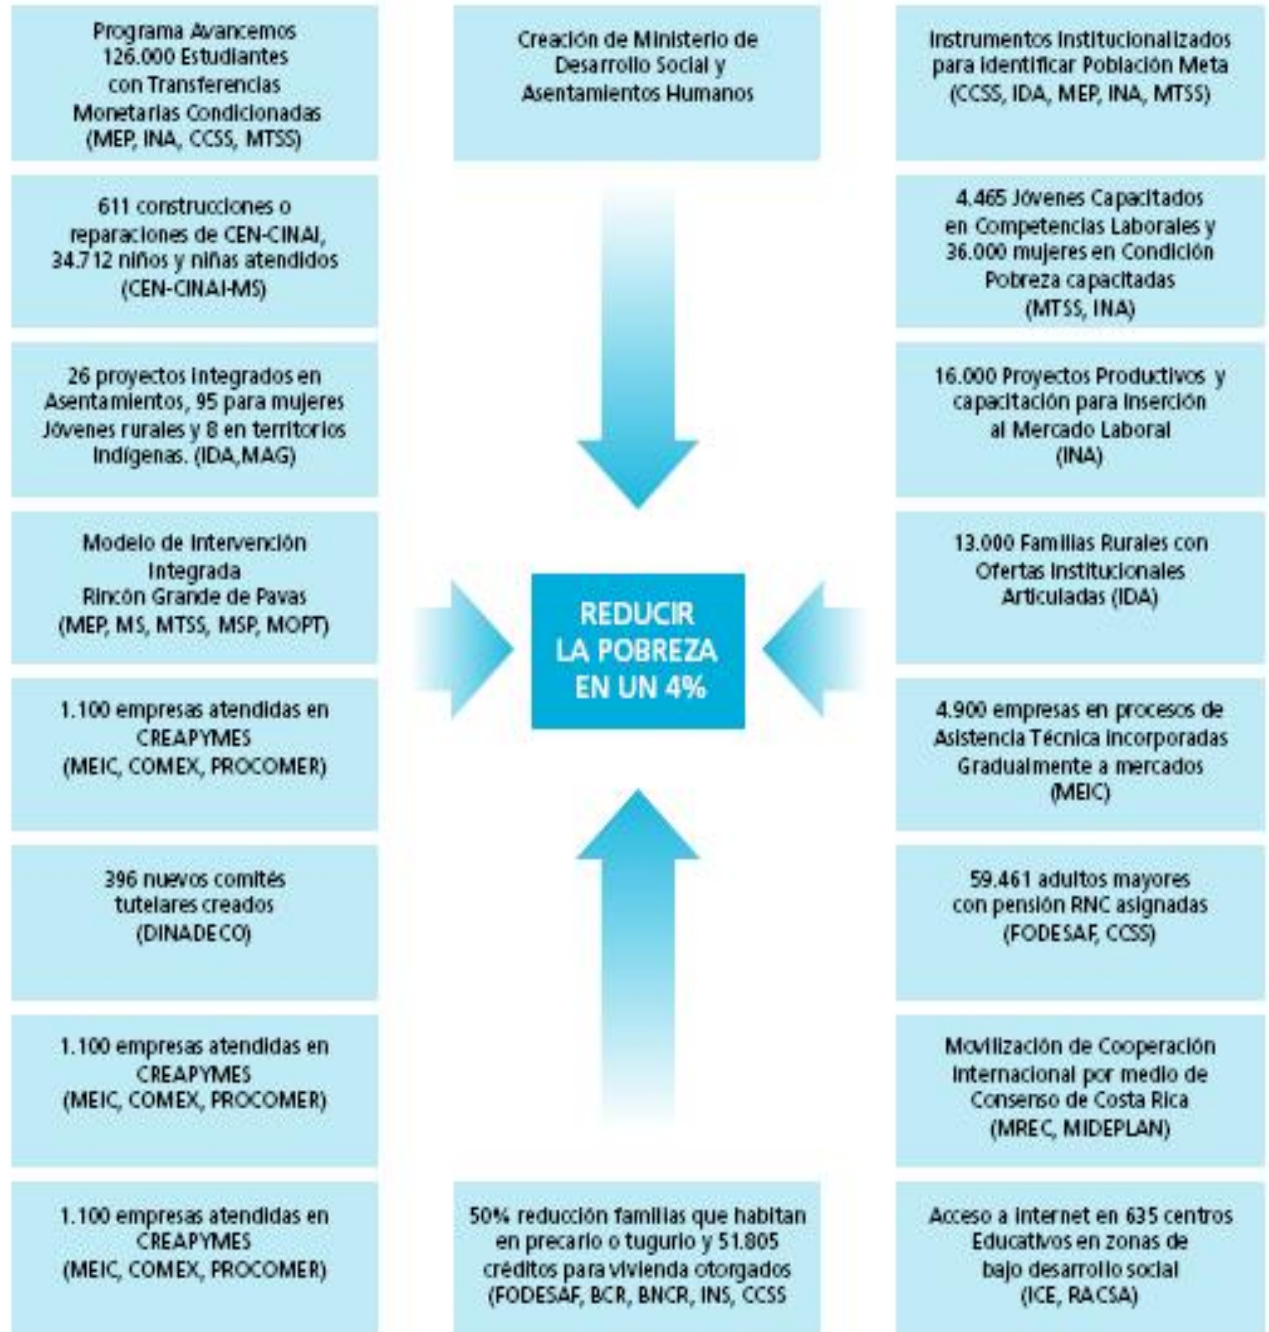 Programa Avancemos
126.000 Estudiantes
con Transferencias
Monetarias Condicionadas
(MEP, INA, CCSS, MTSS)
611 construcciones o
reparaciones de CEN-CINAI,
34.712 niños y niñas atendidos
(CEN-CINAI-MS)
26 proyectos integrados en
Asentamientos, 95 para mujeres
Jóvenes rurales y 8 en territorios
Indígenas. (IDA,MAG)
Modelo de Intervención
Integrada
Rincón Grande de Pavas
(MEP, MS, MTSS, MSP, MOPT)
1.100 empresas atendidas en
CREAPYMES
(MEIC, COMEX, PROCOMER)
396 nuevos comités
tutelares creados
(DINADECO)
1.100 empresas atendidas en
CREAPYMES
(MEIC, COMEX, PROCOMER)
1.100 empresas atendidas en
CREAPYMES
(MEIC, COMEX, PROCOMER)
Creación de Ministerio de
Desarrollo Social y
Asentamientos Humanos
REDUCIR
LA POBREZA
EN UN 4%
50% reducción familias que habitan
en precario o tugurio y 51.805
créditos para vivienda otorgados
(FODESAF, BCR, BNCR, INS, CCSS
Instrumentos Institucionalizados
para identificar Población Meta
(CCSS, IDA, MEP, INA, MTSS)
4.465 Jóvenes Capacitados
en Competencias Laborales y
36.000 mujeres en Condición
Pobreza capacitadas
(MTSS, INA)
16.000 Proyectos Productivos y
capacitación para Inserción
al Mercado Laboral
(INA)
13.000 Familias Rurales con
Ofertas Institucionales
Articuladas (IDA)
4.900 empresas en procesos de
Asistencia Técnica incorporadas
Gradualmente a mercados
(MEIC)
59.461 adultos mayores
con pensión RNC asignadas
(FODESAF, CCSS)
Movilización de Cooperación
Internacional por medio de
Consenso de Costa Rica
(MREC, MIDEPLAN)
Acceso a internet en 635 centros
Educativos en zonas de
bajo desarrollo social
(ICE, RACSA)